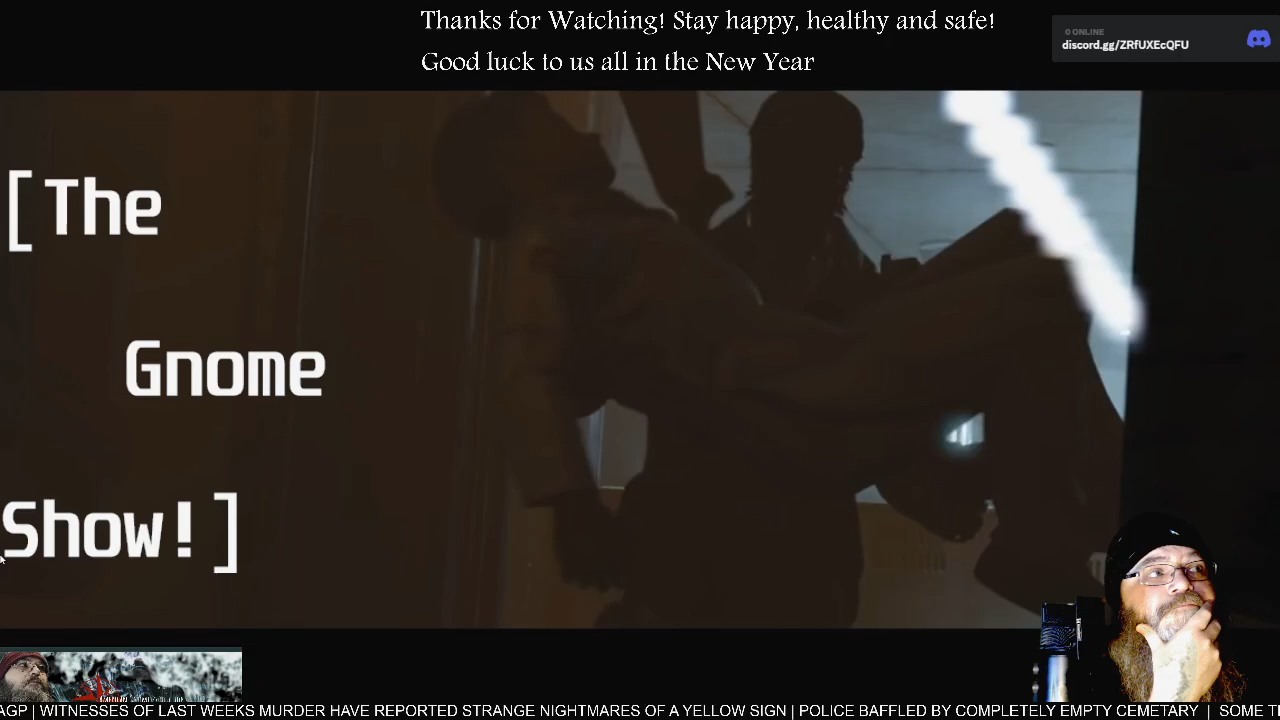 Thanks for Watching! Stay happy, healthy and safe!
Good luck to us all in the New Year
0 ONLINE
discord.gg/ZRfUXEcQFU
[The
Gnome
Show!]
AGP | WITNESSES OF LAST WEEKS MURDER HAVE REPORTED STRANGE NIGHTMARES OF A YELLOW SIGN | POLICE BAFFLED BY COMPLETELY EMPTY CEMETARY | SOME T